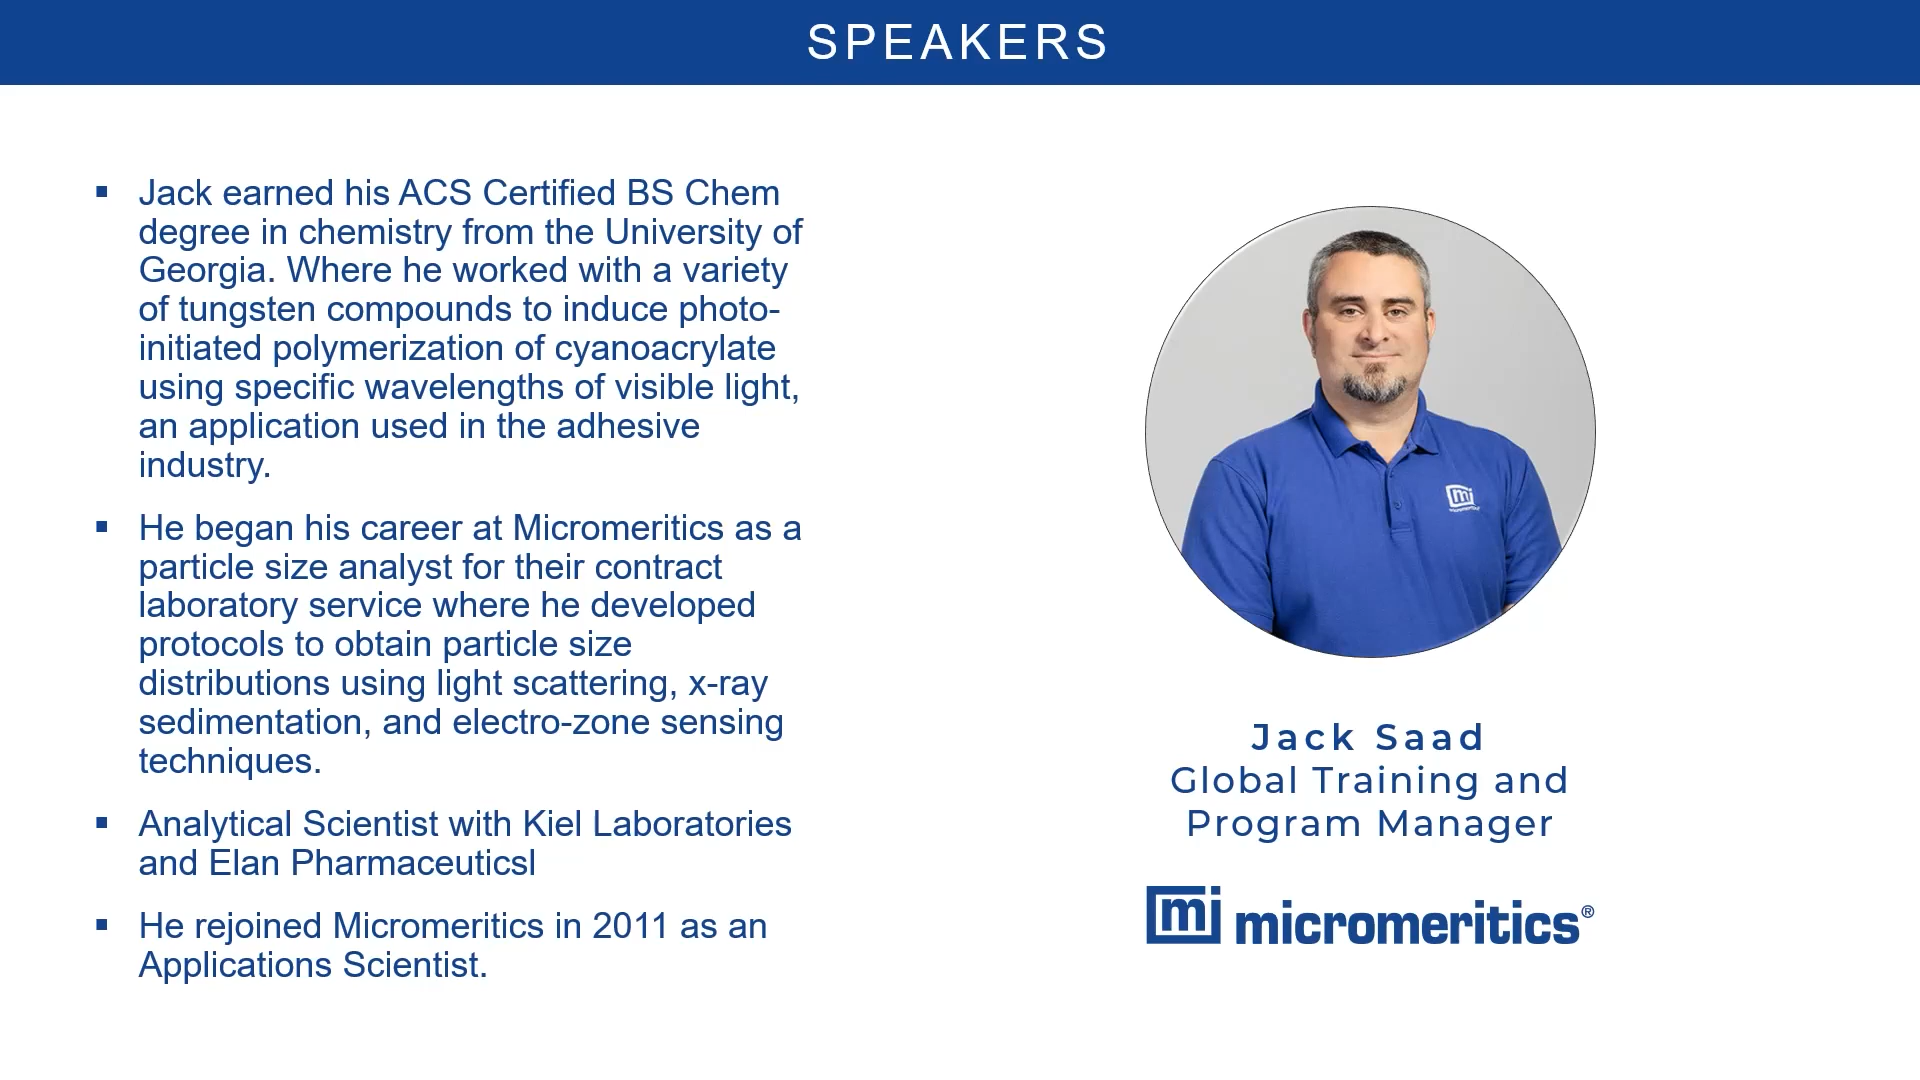 SPEAKERS
Jack earned his ACS Certified BS Chem
degree in chemistry from the University of
Georgia. Where he worked with a variety
of tungsten compounds to induce photo-
initiated polymerization of cyanoacrylate
using specific wavelengths of visible light,
an application used in the adhesive
industry.
He began his career at Micromeritics as a
particle size analyst for their contract
laboratory service where he developed
protocols to obtain particle size
distributions using light scattering, x-ray
sedimentation, and electro-zone sensing
techniques.
Analytical Scientist with Kiel Laboratories
and Elan Pharmaceuticsl
He rejoined Micromeritics in 2011 as an
Applications Scientist.
mi
micromeritics
Jack Saad
Global Training and
Program Manager
mi micromeritics®